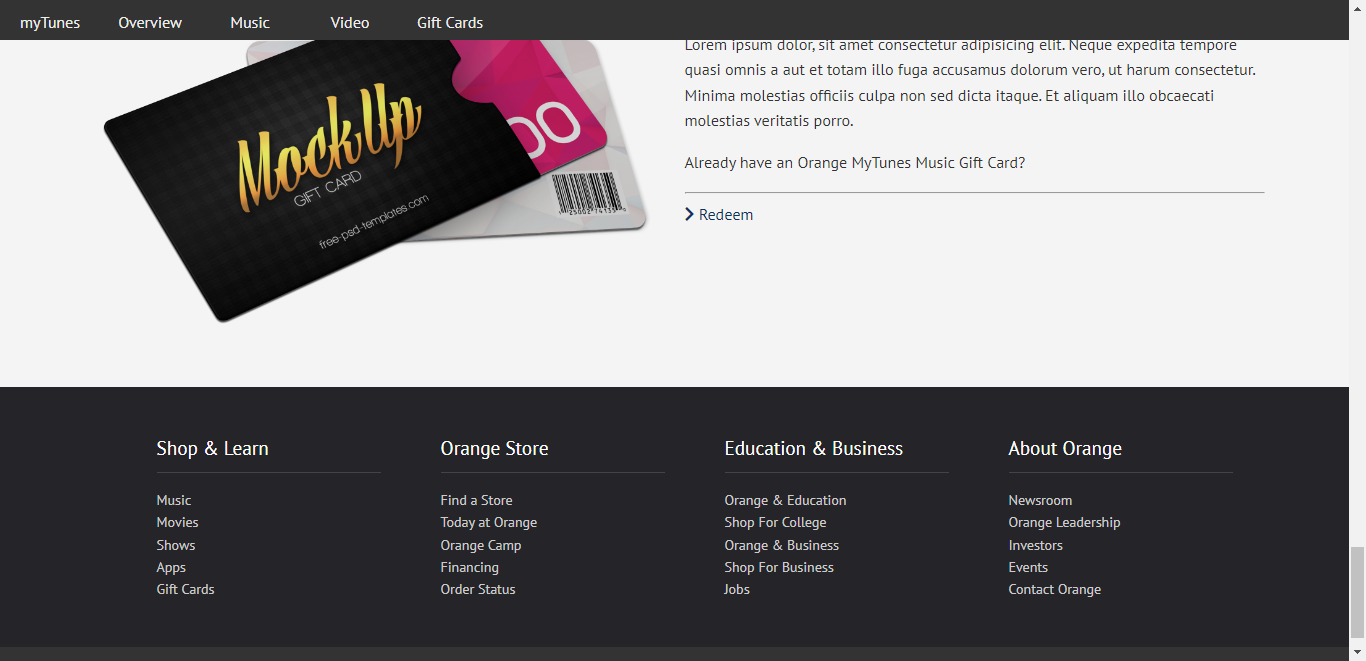 myTunes Overview Music Video Gift Cards
MockUp
GIFT CARD
free-psd-templates.com
00
Lorem ipsum dolor, sit amet consectetur adipisicing elit. Neque expedita tempore
quasi omnis a aut et totam illo fuga accusamus dolorum vero, ut harum consectetur.
Minima molestias officiis culpa non sed dicta itaque. Et aliquam illo obcaecati
molestias veritatis porro.
Already have an Orange MyTunes Music Gift Card?
Redeem
Shop & Learn
Music
Movies
Shows
Apps
Gift Cards
Orange Store
Find a Store
Today at Orange
Orange Camp
Financing
Order Status
Education & Business
Orange & Education
Shop For College
Orange & Business
Shop For Business
Jobs
About Orange
Newsroom
Orange Leadership
Investors
Events
Contact Orange